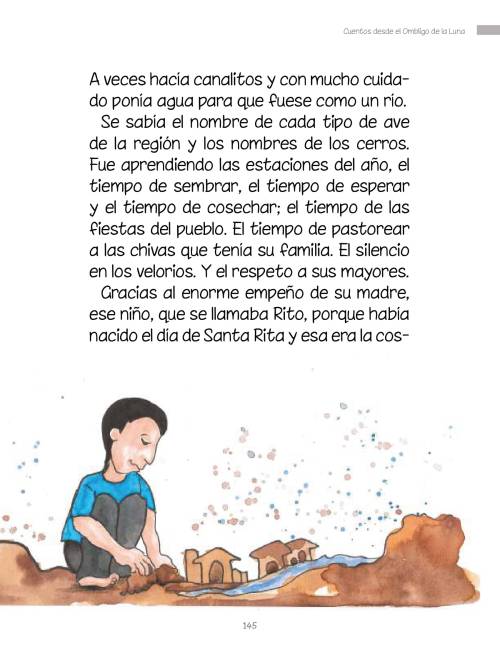 Cuentos desde el Ombligo de la Luna
A veces hacía canalitos y con mucho cuida-
do ponía agua para que fuese como un río.
Se sabía el nombre de cada tipo de ave
de la región y los nombres de los cerros.
Fue aprendiendo las estaciones del año, el
tiempo de sembrar, el tiempo de esperar
y el tiempo de cosechar; el tiempo de las
fiestas del pueblo. El tiempo de pastorear
a las chivas que tenía su familia. El silencio
en los velorios. Y el respeto a sus mayores.
Gracias al enorme empeño de su madre,
ese niño, que se llamaba Rito, porque había
nacido el día de Santa Rita y esa era la cos-
145